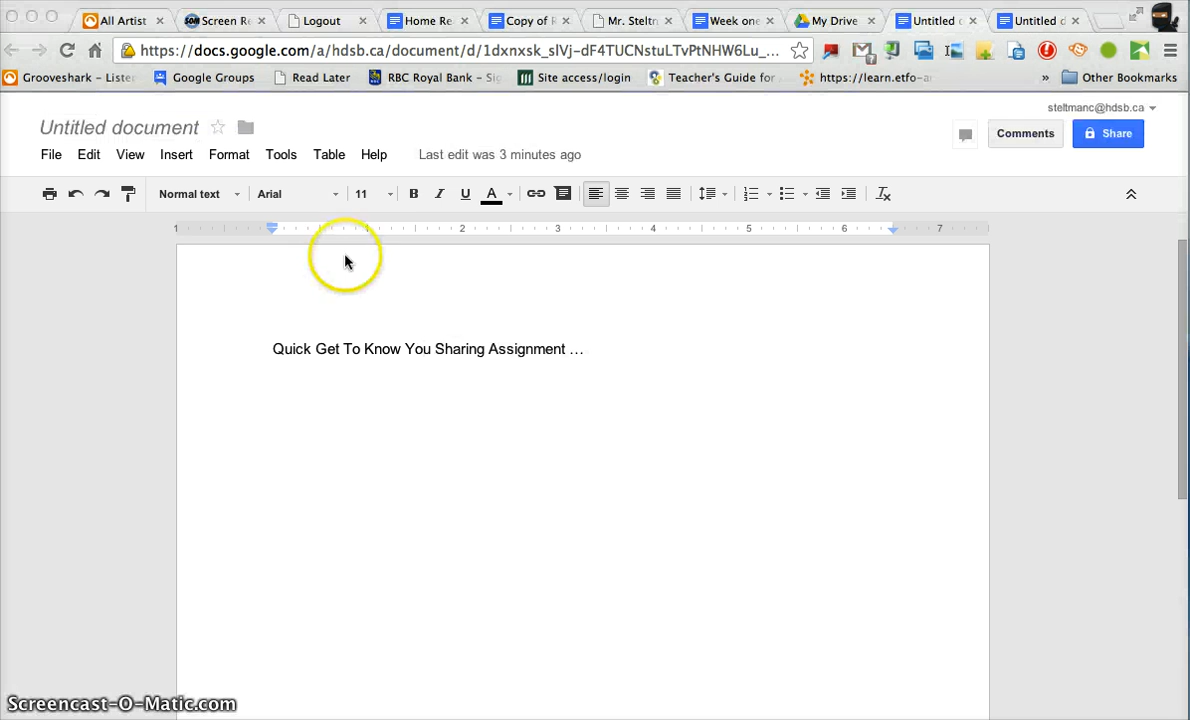 All Artist
Screen Re
Logout
Home Re
Copy of
Mr. Steltm
Week one
My Drive
Untitled
Untitled d
https://docs.google.com/a/hdsb.ca/document/d/1dxnxsk_slVj-dF4TUCNstuLTvPtNHW6Lu_...
Grooveshark - Listen
Google Groups
Read Later
RBC Royal Bank - Sig
Site access/login
Teacher's Guide for
https://learn.etfo-
»
Other Bookmarks
steltmanc@hdsb.ca
Untitled document
Comments
Share
File Edit View Insert Format Tools Table Help Last edit was 3 minutes ago
Normal text Arial 11 B I U A
1 1 2 3 4 5 6 7
Quick Get To Know You Sharing Assignment …
Screencast-O-Matic.com